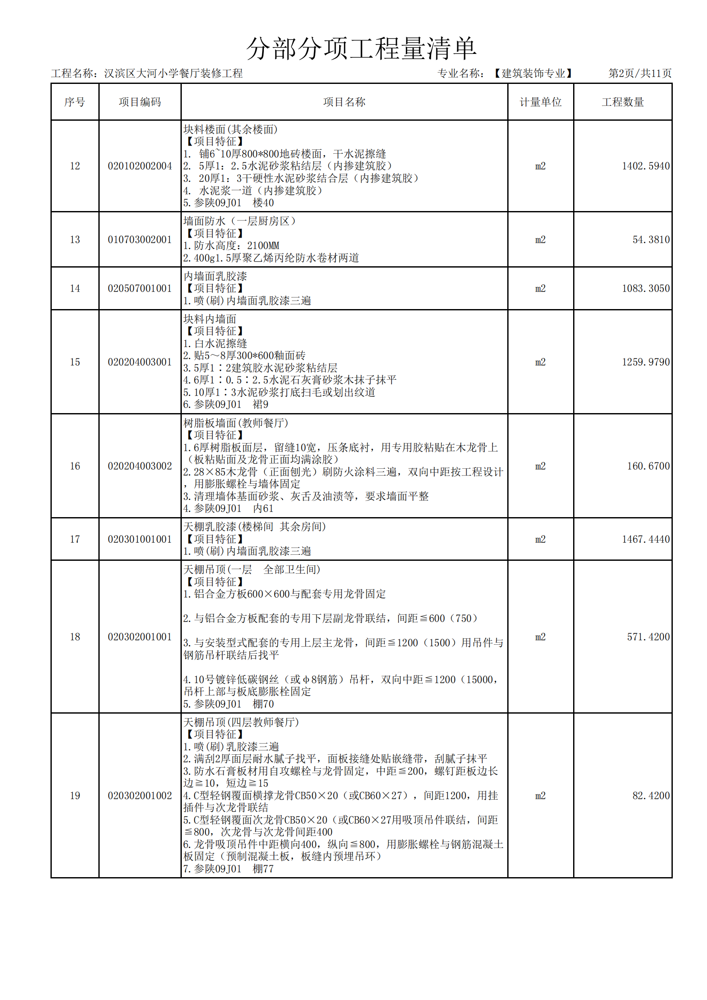 分部分项工程量清单
工程名称：汉滨区大河小学餐厅装修工程 专业名称：【建筑装饰专业】 第2页/共11页
序号 项目编码 项目名称 计量单位 工程数量
12 020102002004 m2 1402.5940
块料楼面(其余楼面)
【项目特征】
1. 铺6~10厚800*800地砖楼面，干水泥擦缝
2. 5厚1：2.5水泥砂浆粘结层（内掺建筑胶）
3. 20厚1：3干硬性水泥砂浆结合层（内掺建筑胶）
4. 水泥浆一道（内掺建筑胶）
5.参陕09J01  楼40
13 010703002001 m2 54.3810
墙面防水（一层厨房区）
【项目特征】
1.防水高度：2100MM
2.400g1.5厚聚乙烯丙纶防水卷材两道
14 020507001001 m2 1083.3050
内墙面乳胶漆
【项目特征】
1.喷(刷)内墙面乳胶漆三遍
15 020204003001 m2 1259.9790
块料内墙面
【项目特征】
1.白水泥擦缝
2.贴5～8厚300*600釉面砖
3.5厚1∶2建筑胶水泥砂浆粘结层
4.6厚1∶0.5∶2.5水泥石灰膏砂浆木抹子抹平
5.10厚1∶3水泥砂浆打底扫毛或划出纹道
6.参陕09J01  裙9
16 020204003002 m2 160.6700
树脂板墙面(教师餐厅)
【项目特征】
1.6厚树脂板面层，留缝10宽，压条底衬，用专用胶粘贴在木龙骨上
（板粘贴面及龙骨正面均满涂胶）
2.28×85木龙骨（正面刨光）刷防火涂料三遍，双向中距按工程设计
，用膨胀螺栓与墙体固定
3.清理墙体基面砂浆、灰舌及油渍等，要求墙面平整
4.参陕09J01  内61
17 020301001001 m2 1467.4440
天棚乳胶漆(楼梯间 其余房间)
【项目特征】
1.喷(刷)内墙面乳胶漆三遍
18 020302001001 m2 571.4200
天棚吊顶(一层  全部卫生间)
【项目特征】
1.铝合金方板600×600与配套专用龙骨固定
2.与铝合金方板配套的专用下层副龙骨联结，间距≦600（750）
3.与安装型式配套的专用上层主龙骨，间距≦1200（1500）用吊件与
钢筋吊杆联结后找平
4.10号镀锌低碳钢丝（或φ8钢筋）吊杆，双向中距≦1200（15000，
吊杆上部与板底膨胀栓固定
5.参陕09J01  棚70
19 020302001002 m2 82.4200
天棚吊顶(四层教师餐厅)
【项目特征】
1.喷(刷)乳胶漆三遍
2.满刮2厚面层耐水腻子找平，面板接缝处贴嵌缝带，刮腻子抹平
3.防水石膏板材用自攻螺栓与龙骨固定，中距≦200，螺钉距板边长
边≧10，短边≧15
4.C型轻钢覆面横撑龙骨CB50×20（或CB60×27），间距1200，用挂
插件与次龙骨联结
5.C型轻钢覆面次龙骨CB50×20（或CB60×27用吸顶吊件联结，间距
≦800，次龙骨与次龙骨间距400
6.龙骨吸顶吊件中距横向400，纵向≦800，用膨胀螺栓与钢筋混凝土
板固定（预制混凝土板，板缝内预埋吊环）
7.参陕09J01  棚77